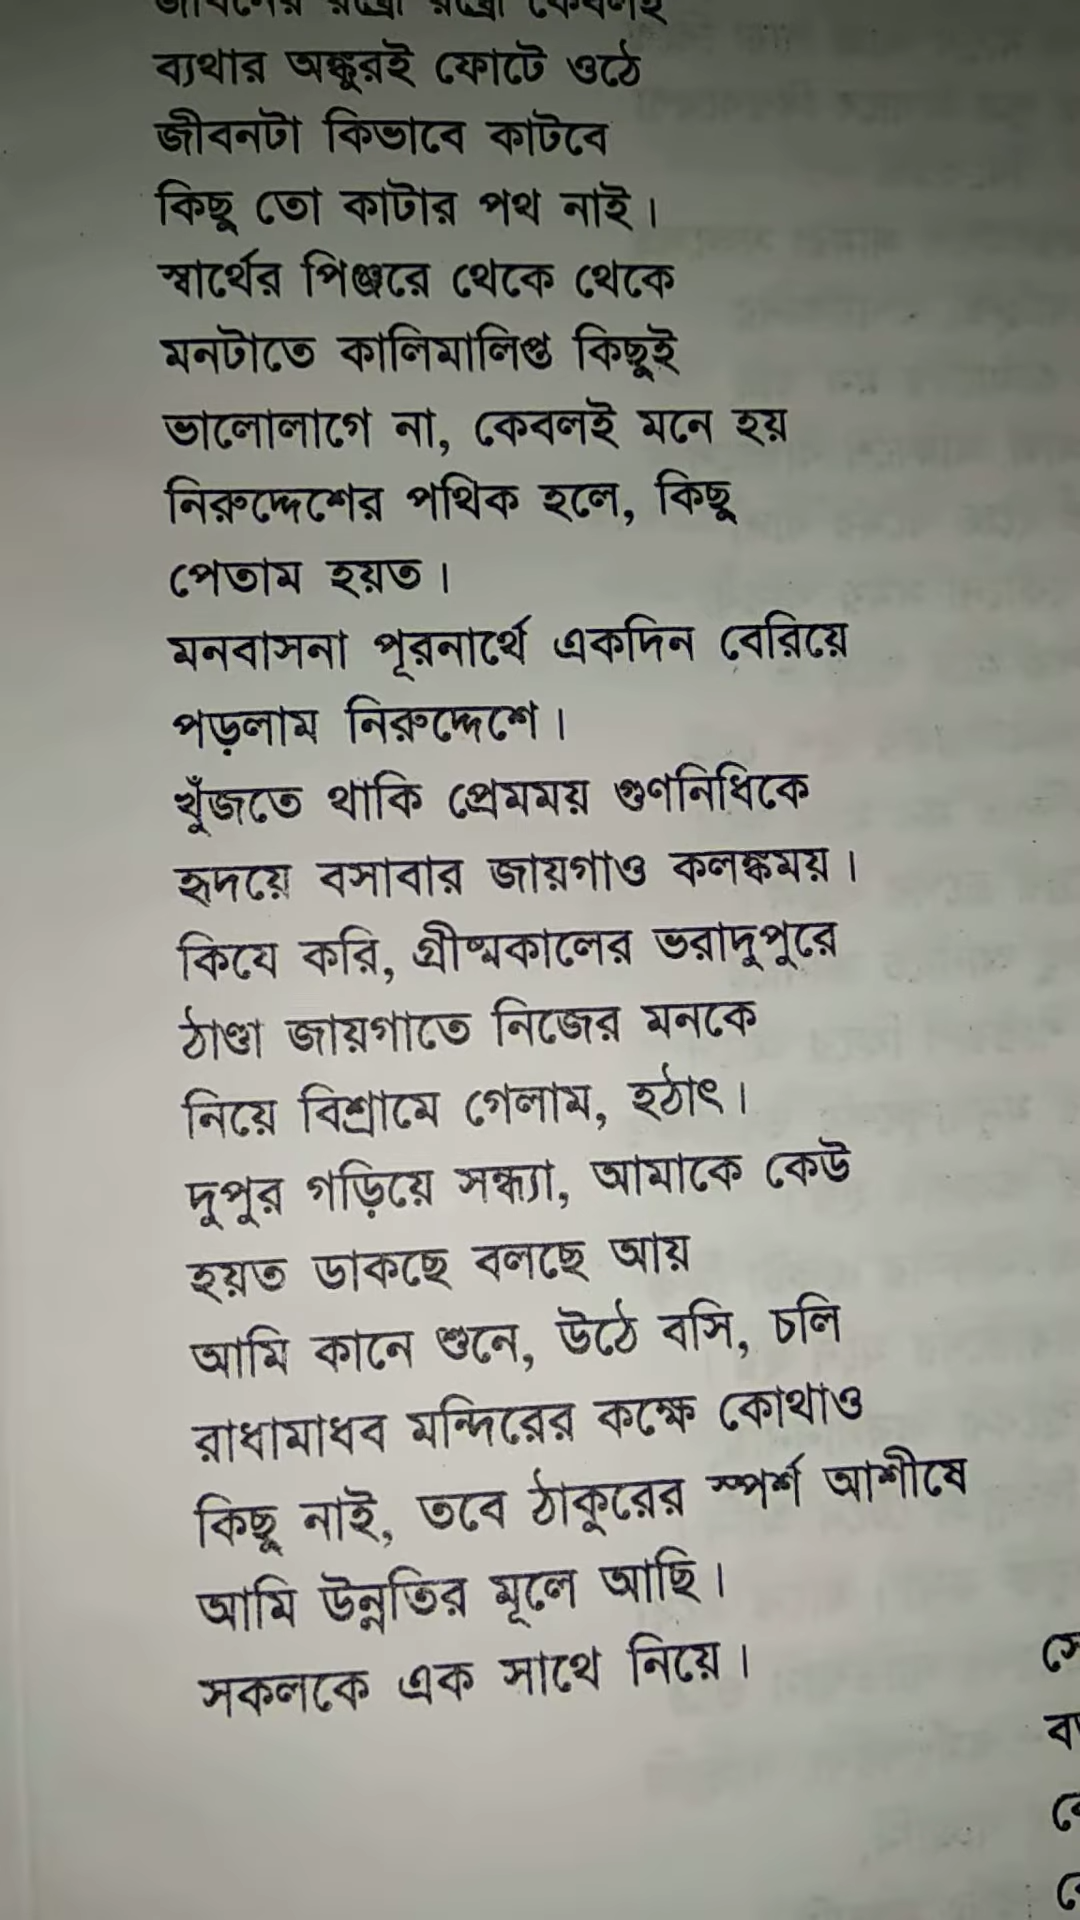 কেবলই
ব্যথার অঙ্কুরই ফোটে ওঠে
জীবনটা কিভাবে কাটবে
কিছু তো কাটার পথ নাই।
স্বার্থের পিঞ্জরে থেকে থেকে
মনটাতে কালিমালিপ্ত কিছুই
ভালোলাগে না, কেবলই মনে হয়
নিরুদ্দেশের পথিক হলে, কিছু
পেতাম হয়ত।
মনবাসনা পূরনার্থে একদিন বেরিয়ে
পড়লাম নিরুদ্দেশে।
খুঁজতে থাকি প্রেমময় গুণনিধিকে
হৃদয়ে বসাবার জায়গাও কলঙ্কময়।
কিযে করি, গ্রীষ্মকালের ভরাদুপুরে
ঠাণ্ডা জায়গাতে নিজের মনকে
নিয়ে বিশ্রামে গেলাম, হঠাৎ।
দুপুর গড়িয়ে সন্ধ্যা, আমাকে কেউ
হয়ত ডাকছে বলছে আয়
আমি কানে শুনে, উঠে বসি, চলি
রাধামাধব মন্দিরের কক্ষে কোথাও
কিছু নাই, তবে ঠাকুরের স্পর্শ আশীষে
আমি উন্নতির মূলে আছি।
সকলকে এক সাথে নিয়ে।